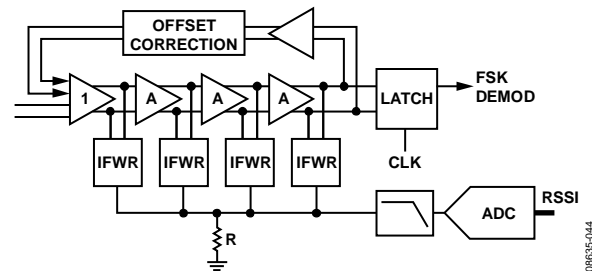 OFFSET
CORRECTION
1
A
A
A
LATCH
FSK
DEMOD
IFWR
IFWR
IFWR
IFWR
CLK
R
ADC
RSSI
08635-044